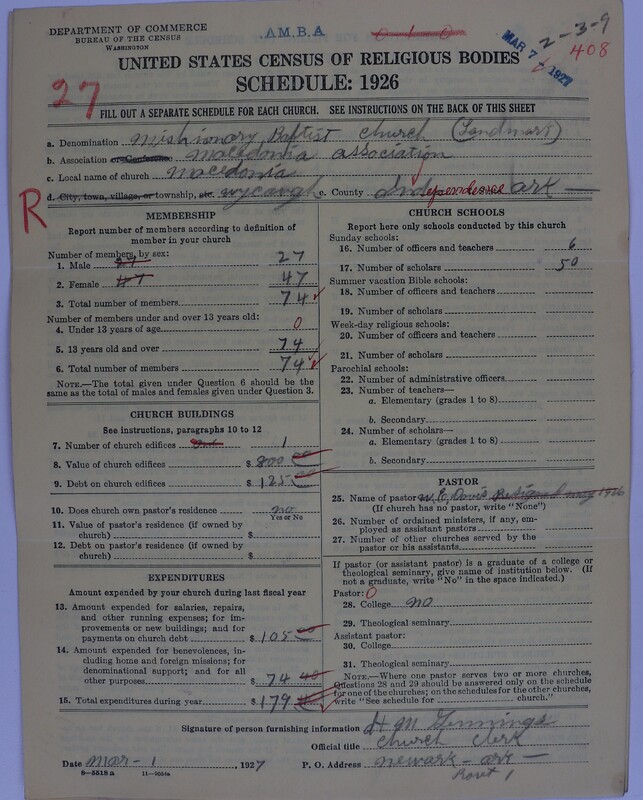 DEPARTMENT OF COMMERCE
BUREAU OF THE CENSUS
WASHINGTON
A.M.B.A
0-1-0
MAR 7 1927
2-3-9
408
UNITED STATES CENSUS OF RELIGIOUS BODIES
SCHEDULE: 1926
27
FILL OUT A SEPARATE SCHEDULE FOR EACH CHURCH. SEE INSTRUCTIONS ON THE BACK OF THIS SHEET
a. Denomination Missionary Baptist Church (Landmark)
b. Association or Conference Macedonia association
c. Local name of church Macedonia
d. City, town, village, or township, etc. Wycough e. County Independence Ark
R
MEMBERSHIP
Report number of members according to definition of member in your church
Number of members, by sex:
1. Male 27 27
2. Female 47 47
3. Total number of members 74
Number of members under and over 13 years old:
4. Under 13 years of age 0
5. 13 years old and over 74
6. Total number of members 74
NOTE.—The total given under Question 6 should be the same as the total of males and females given under Question 3.
CHURCH BUILDINGS
See instructions, paragraphs 10 to 12
7. Number of church edifices 1
8. Value of church edifices $ 800 00
9. Debt on church edifices $ 125 00
10. Does church own pastor's residence no
Yes or No
11. Value of pastor's residence (if owned by church) $
12. Debt on pastor's residence (if owned by church) $
EXPENDITURES
Amount expended by your church during last fiscal year
13. Amount expended for salaries, repairs, and other running expenses; for improvements or new buildings; and for payments on church debt $ 105 00
14. Amount expended for benevolences, including home and foreign missions; for denominational support; and for all other purposes $ 74 40
15. Total expenditures during year $ 179
CHURCH SCHOOLS
Report here only schools conducted by this church
Sunday schools:
16. Number of officers and teachers 6
17. Number of scholars 50
Summer vacation Bible schools:
18. Number of officers and teachers
19. Number of scholars
Week-day religious schools:
20. Number of officers and teachers
21. Number of scholars
Parochial schools:
22. Number of administrative officers
23. Number of teachers—
a. Elementary (grades 1 to 8)
b. Secondary
24. Number of scholars—
a. Elementary (grades 1 to 8)
b. Secondary
PASTOR
25. Name of pastor W. E. Davis Resigned May 1926
(If church has no pastor, write "None")
26. Number of ordained ministers, if any, employed as assistant pastors
27. Number of other churches served by the pastor or his assistants
If pastor (or assistant pastor) is a graduate of a college or theological seminary, give name of institution below. (If not a graduate, write "No" in the space indicated.)
Pastor: 0
28. College no
29. Theological seminary
Assistant pastor:
30. College
31. Theological seminary
NOTE.—Where one pastor serves two or more churches, Questions 28 and 29 should be answered only on the schedule for one of the churches; on the schedules for the other churches, write "See schedule for church."
Signature of person furnishing information H M Jennings
Official title Church Clerk
Date Mar - 1, 1927 P. O. Address Newark - Ark -
Rout 1
8—5518 a 11—9054a